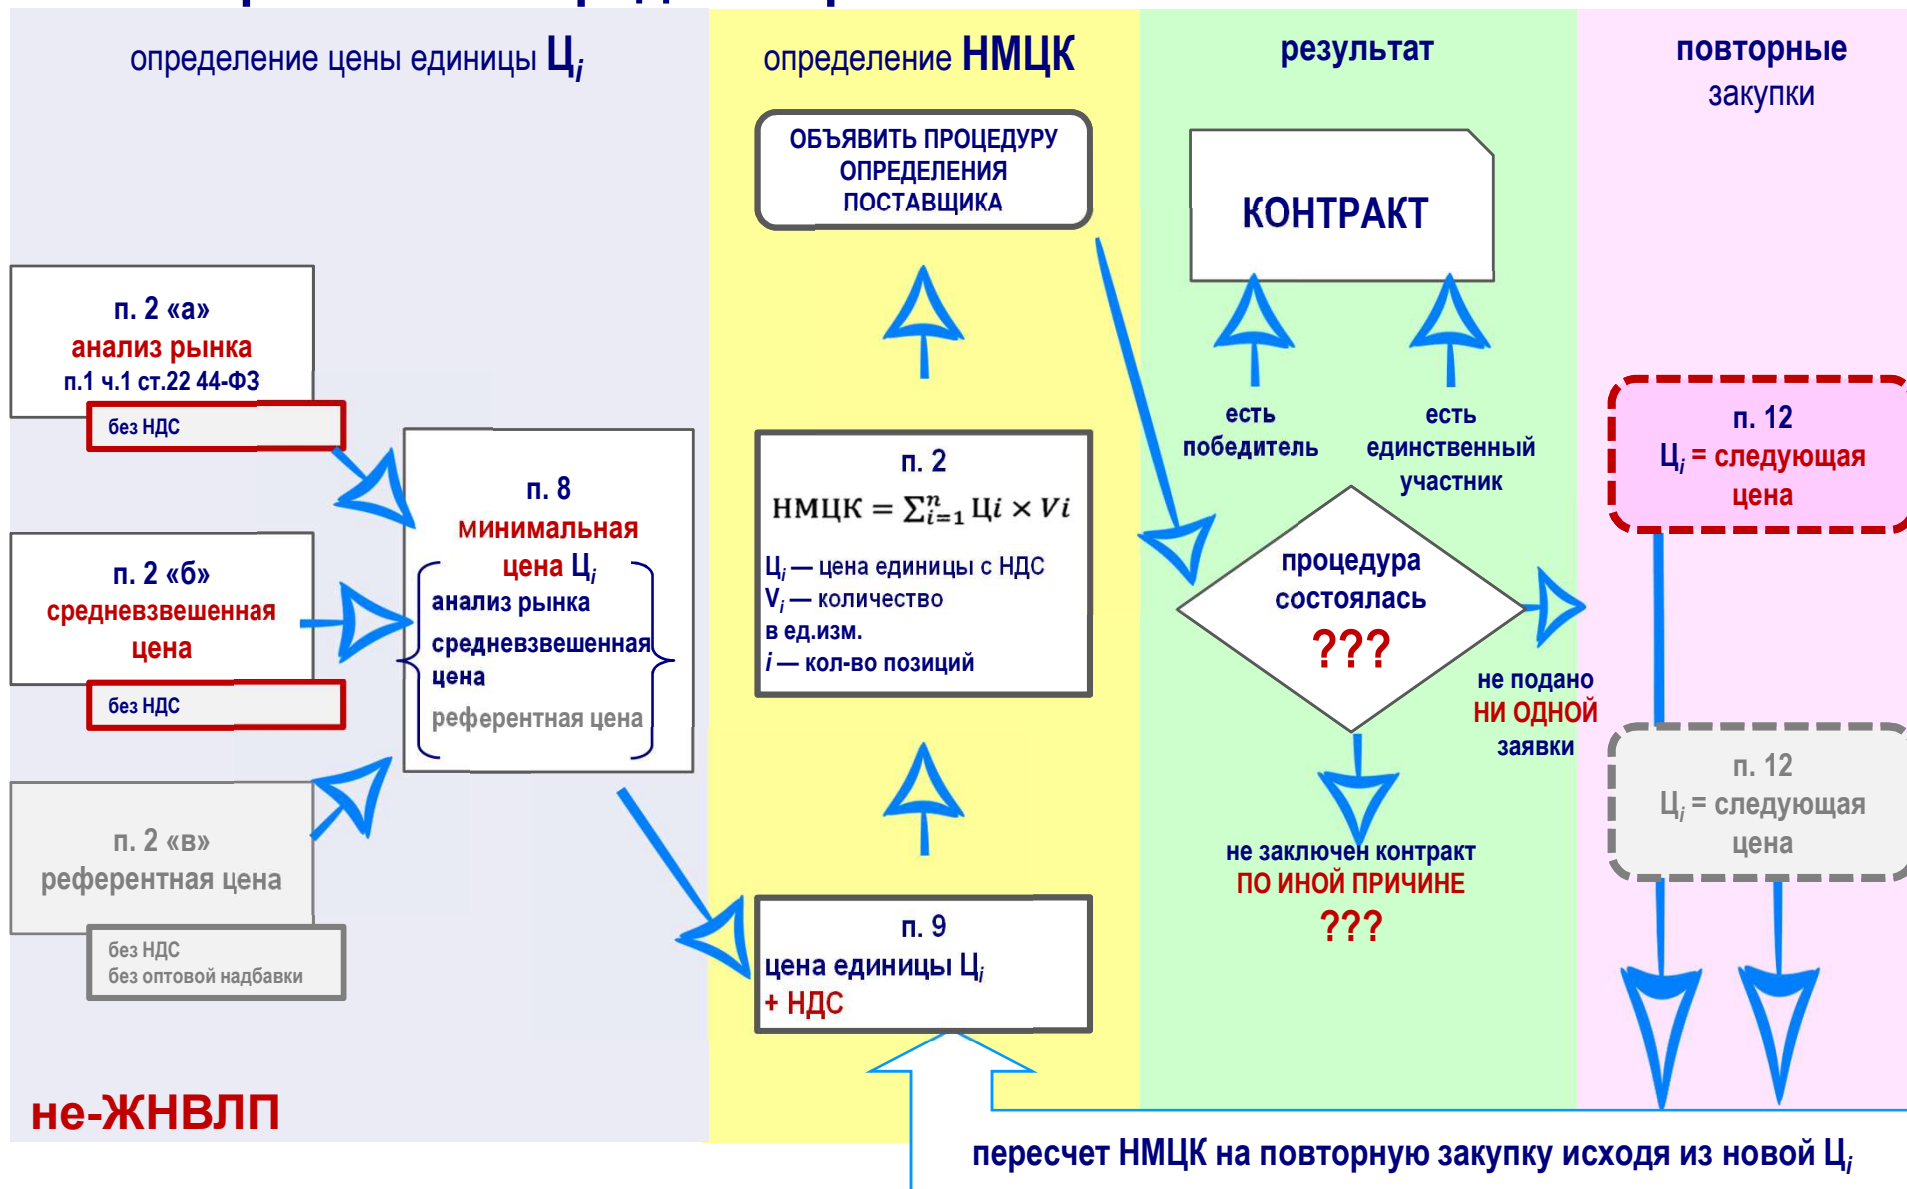 определение цены единицы Цi
определение НМЦК
результат
повторные
закупки
ОБЪЯВИТЬ ПРОЦЕДУРУ
ОПРЕДЕЛЕНИЯ
ПОСТАВЩИКА
КОНТРАКТ
п. 2 «а»
анализ рынка
п.1 ч.1 ст.22 44-ФЗ
без НДС
п. 2 «б»
средневзвешенная
цена
без НДС
п. 2 «в»
референтная цена
без НДС
без оптовой надбавки
п. 8
минимальная
цена Цi
анализ рынка
средневзвешенная
цена
референтная цена
п. 2
НМЦК = ∑ⁿᵢ₌₁ Цi × Vi
Цi — цена единицы с НДС
Vi — количество
в ед.изм.
i — кол-во позиций
п. 9
цена единицы Цi
+ НДС
есть
победитель
есть
единственный
участник
процедура
состоялась
???
не подано
НИ ОДНОЙ
заявки
не заключен контракт
ПО ИНОЙ ПРИЧИНЕ
???
п. 12
Цi = следующая
цена
п. 12
Цi = следующая
цена
не-ЖНВЛП
пересчет НМЦК на повторную закупку исходя из новой Цi